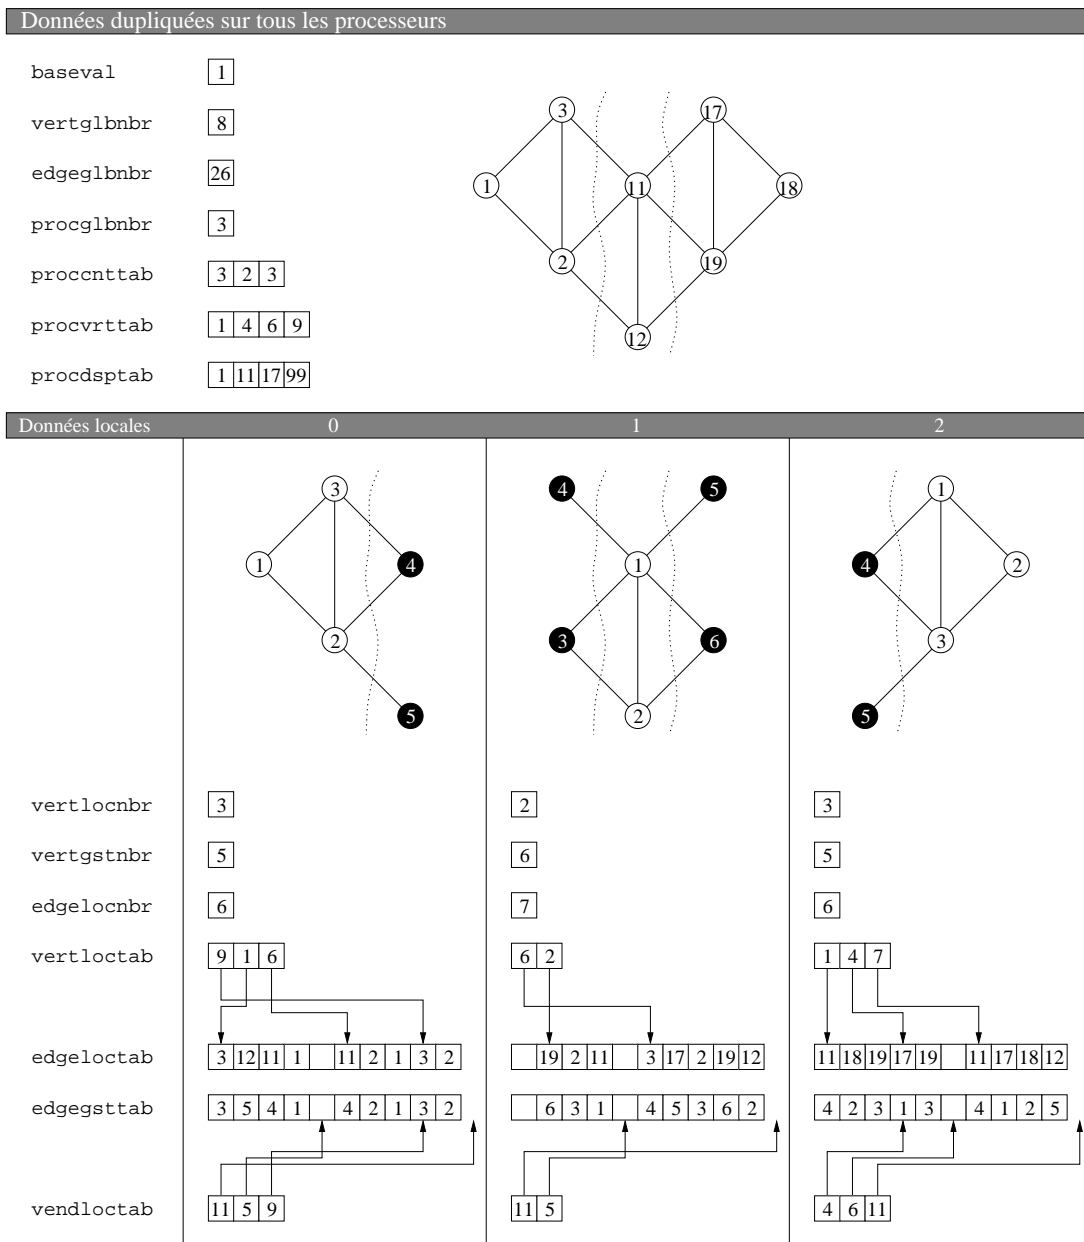 Données dupliquées sur tous les processeurs
baseval 1
vertglbnbr 8
edgeglbnbr 26
procglbnbr 3
proccnttab 3 2 3
procvrttab 1 4 6 9
procdsptab 1 11 17 99
3 17
1 11 18
2 19
12
Données locales 0 1 2
3 4 5 1
1 4 1 4 2
2 3 6 3
5 2 5
vertlocnbr 3 2 3
vertgstnbr 5 6 5
edgelocnbr 6 7 6
vertloctab 9 1 6 6 2 1 4 7
edgeloctab 3 12 11 1 11 2 1 3 2 19 2 11 3 17 2 19 12 11 18 19 17 19 11 17 18 12
edgegsttab 3 5 4 1 4 2 1 3 2 6 3 1 4 5 3 6 2 4 2 3 1 3 4 1 2 5
vendloctab 11 5 9 11 5 4 6 11